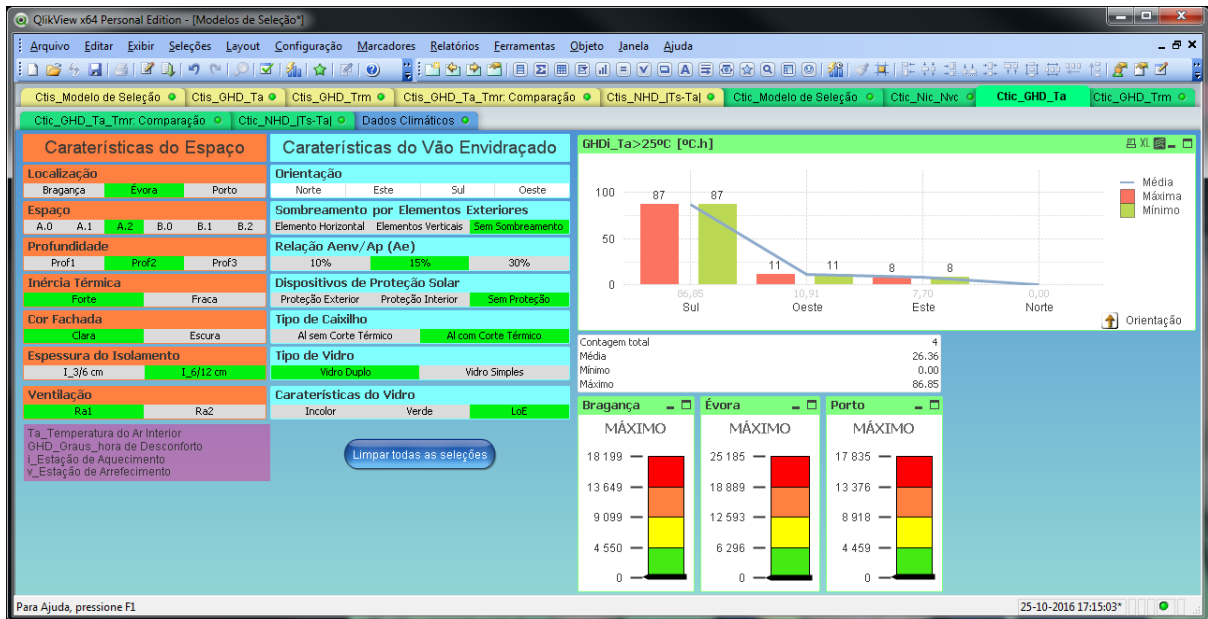 QlikView x64 Personal Edition - [Modelos de Seleção*]
Arquivo Editar Exibir Seleções Layout Configuração Marcadores Relatórios Ferramentas Objeto Janela Ajuda
Ctis_Modelo de Seleção Ctis_GHD_Ta Ctis_GHD_Trm Ctis_GHD_Ta_Tmr: Comparação Ctis_NHD_|Ts-Ta| Ctic_Modelo de Seleção Ctic_Nic_Nvc Ctic_GHD_Ta Ctic_GHD_Trm
Ctic_GHD_Ta_Tmr: Comparação Ctic_NHD_|Ts-Ta| Dados Climáticos
Caraterísticas do Espaço
Localização
Bragança Évora Porto
Espaço
A.0 A.1 A.2 B.0 B.1 B.2
Profundidade
Prof1 Prof2 Prof3
Inércia Térmica
Forte Fraca
Cor Fachada
Clara Escura
Espessura do Isolamento
I_3/6 cm I_6/12 cm
Ventilação
Ra1 Ra2
Ta_Temperatura do Ar Interior
GHD_Graus_hora de Desconforto
i_Estação de Aquecimento
v_Estação de Arrefecimento
Caraterísticas do Vão Envidraçado
Orientação
Norte Este Sul Oeste
Sombreamento por Elementos Exteriores
Elemento Horizontal Elementos Verticais Sem Sombreamento
Relação Aenv/Ap (Ae)
10% 15% 30%
Dispositivos de Proteção Solar
Proteção Exterior Proteção Interior Sem Proteção
Tipo de Caixilho
Al sem Corte Térmico Al com Corte Térmico
Tipo de Vidro
Vidro Duplo Vidro Simples
Caraterísticas do Vidro
Incolor Verde LoE
Limpar todas as seleções
GHDi_Ta>25ºC [ºC.h]
XL
100
50
0
87 87
11 11
8 8
86,85 10,91 7,70 0,00
Sul Oeste Este Norte
Média
Máxima
Mínimo
Orientação
Contagem total 4
Média 26.36
Mínimo 0.00
Máximo 86.85
Bragança
MÁXIMO
18 199
13 649
9 099
4 550
0
Évora
MÁXIMO
25 185
18 889
12 593
6 296
0
Porto
MÁXIMO
17 835
13 376
8 918
4 459
0
Para Ajuda, pressione F1
25-10-2016 17:15:03*